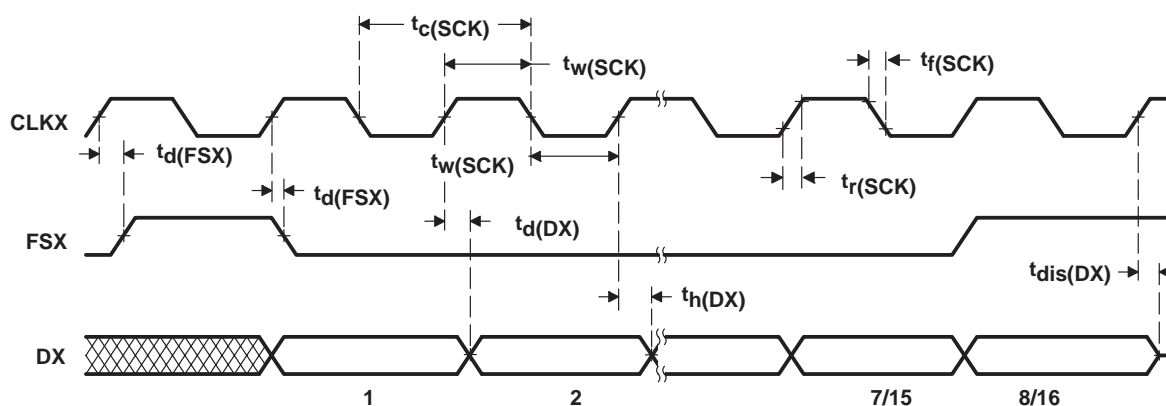 tc(SCK)
tw(SCK)
tf(SCK)
CLKX
td(FSX)
tw(SCK)
tr(SCK)
td(FSX)
td(DX)
FSX
tdis(DX)
th(DX)
DX
1 2 7/15 8/16